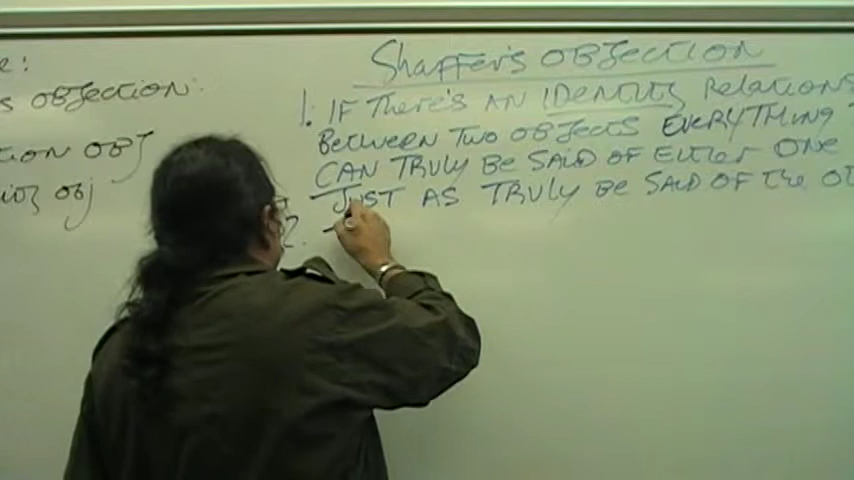 e:
s OBJECTION:
ION OBJ
OBJ
Shaffer's OBJECTION
1. IF There's AN IDENTITY Relations
BETWEEN TWO OBJECTS EVERYTHING
CAN TRULY BE SAID OF EITHER ONE
JUST AS TRULY BE SAID OF THE OT
2.